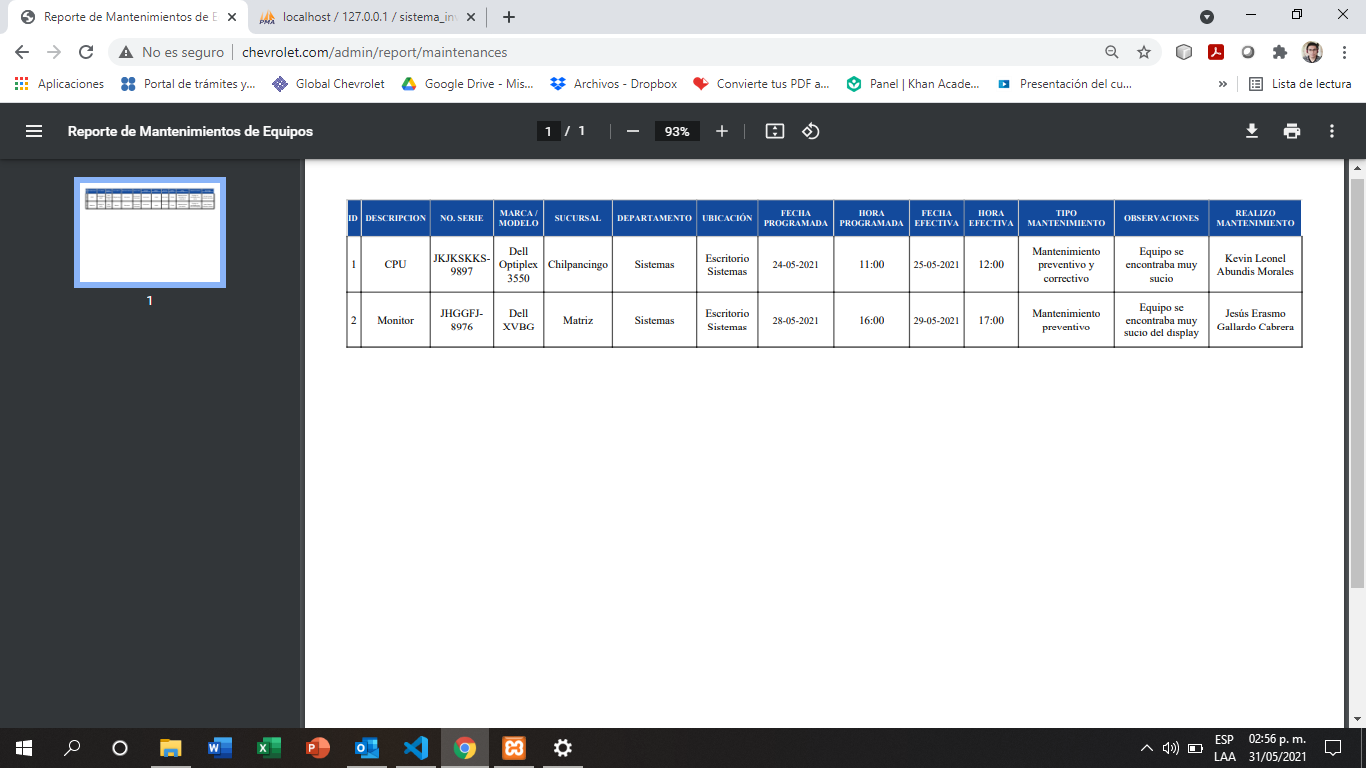 Reporte de Mantenimientos de E
localhost / 127.0.0.1 / sistema_inv
No es seguro
chevrolet.com/admin/report/maintenances
Aplicaciones
Portal de trámites y...
Global Chevrolet
Google Drive - Mis...
Archivos - Dropbox
Convierte tus PDF a...
Panel | Khan Acade...
Presentación del cu...
»
Lista de lectura
Reporte de Mantenimientos de Equipos
1 / 1
93%
1
ID DESCRIPCION NO. SERIE MARCA / MODELO SUCURSAL DEPARTAMENTO UBICACIÓN FECHA PROGRAMADA HORA PROGRAMADA FECHA EFECTIVA HORA EFECTIVA TIPO MANTENIMIENTO OBSERVACIONES REALIZO MANTENIMIENTO
1 CPU JKJKSKKS-9897 Dell Optiplex 3550 Chilpancingo Sistemas Escritorio Sistemas 24-05-2021 11:00 25-05-2021 12:00 Mantenimiento preventivo y correctivo Equipo se encontraba muy sucio Kevin Leonel Abundis Morales
2 Monitor JHGGFJ-8976 Dell XVBG Matriz Sistemas Escritorio Sistemas 28-05-2021 16:00 29-05-2021 17:00 Mantenimiento preventivo Equipo se encontraba muy sucio del display Jesús Erasmo Gallardo Cabrera
ESP
LAA
02:56 p. m.
31/05/2021